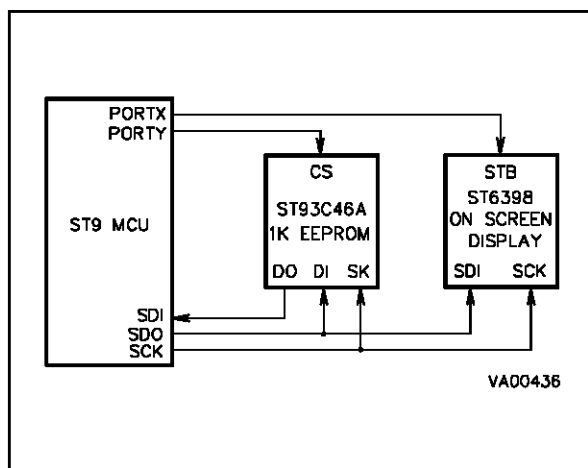 PORTX
PORTY
ST9 MCU
SDI
SDO
SCK
CS
ST93C46A
1K EEPROM
DO DI SK
STB
ST6398
ON SCREEN
DISPLAY
SDI SCK
VA00436